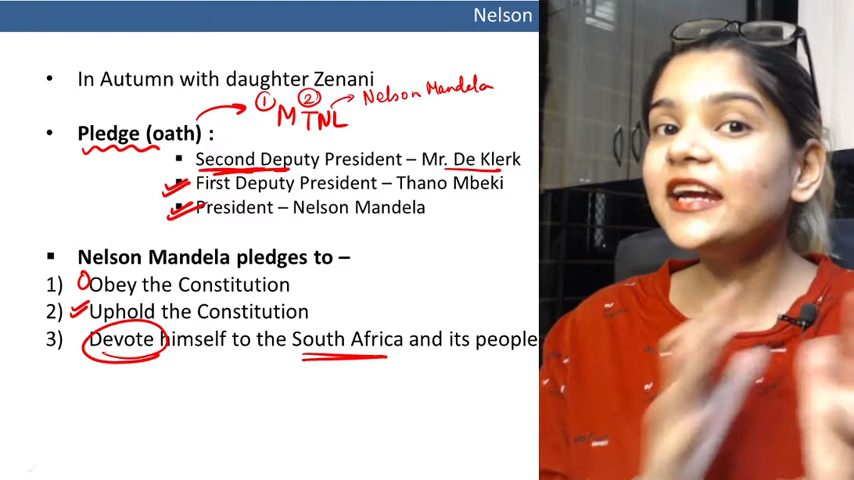 Nelson
• In Autumn with daughter Zenani
① MTNL ② → Nelson Mandela
• Pledge (oath) :
▪ Second Deputy President – Mr. De Klerk
▪ First Deputy President – Thano Mbeki
▪ President – Nelson Mandela
▪ Nelson Mandela pledges to –
1) Obey the Constitution
2) Uphold the Constitution
3) Devote himself to the South Africa and its people